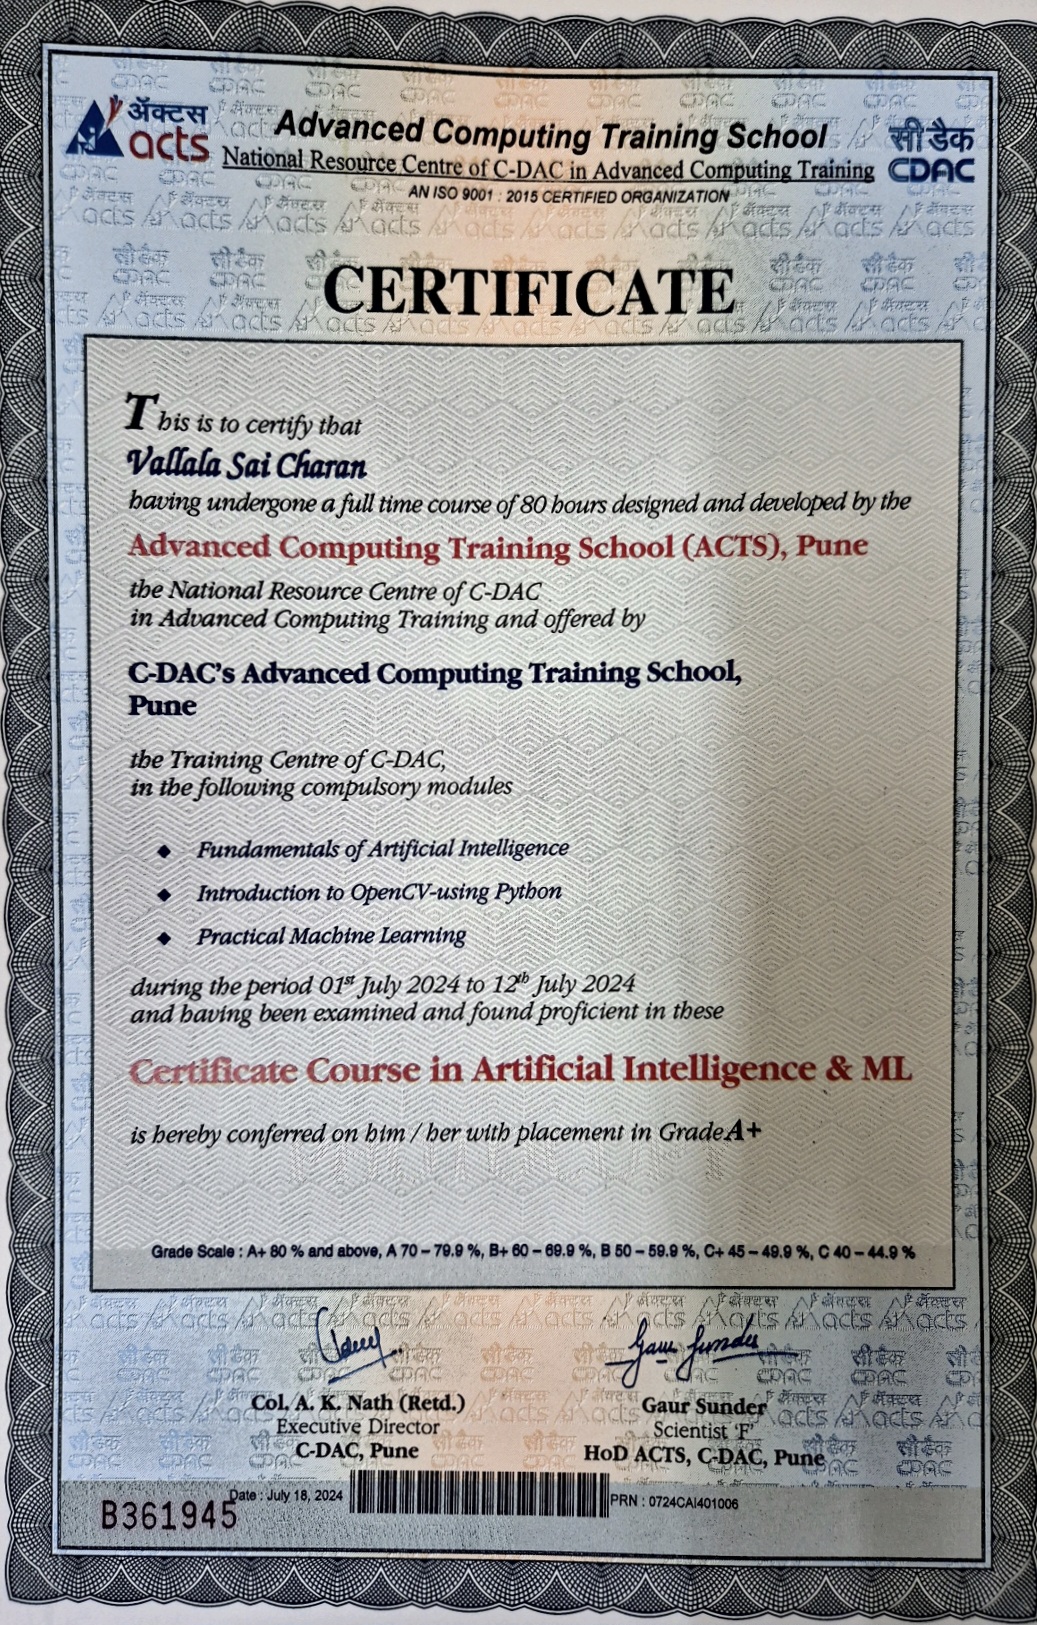 ॲक्टस
acts
Advanced Computing Training School
National Resource Centre of C-DAC in Advanced Computing Training
AN ISO 9001 : 2015 CERTIFIED ORGANIZATION
सी डैक
CDAC
CERTIFICATE
This is to certify that
Vallala Sai Charan
having undergone a full time course of 80 hours designed and developed by the
Advanced Computing Training School (ACTS), Pune
the National Resource Centre of C-DAC
in Advanced Computing Training and offered by
C-DAC's Advanced Computing Training School,
Pune
the Training Centre of C-DAC,
in the following compulsory modules
◆ Fundamentals of Artificial Intelligence
◆ Introduction to OpenCV-using Python
◆ Practical Machine Learning
during the period 01st July 2024 to 12th July 2024
and having been examined and found proficient in these
Certificate Course in Artificial Intelligence & ML
is hereby conferred on him / her with placement in Grade A+
Grade Scale : A+ 80 % and above, A 70 – 79.9 %, B+ 60 – 69.9 %, B 50 – 59.9 %, C+ 45 – 49.9 %, C 40 – 44.9 %
Gaur Sunder
Col. A. K. Nath (Retd.)
Executive Director
C-DAC, Pune
Gaur Sunder
Scientist 'F'
HoD ACTS, C-DAC, Pune
B361945
Date : July 18, 2024
PRN : 0724CAI401006